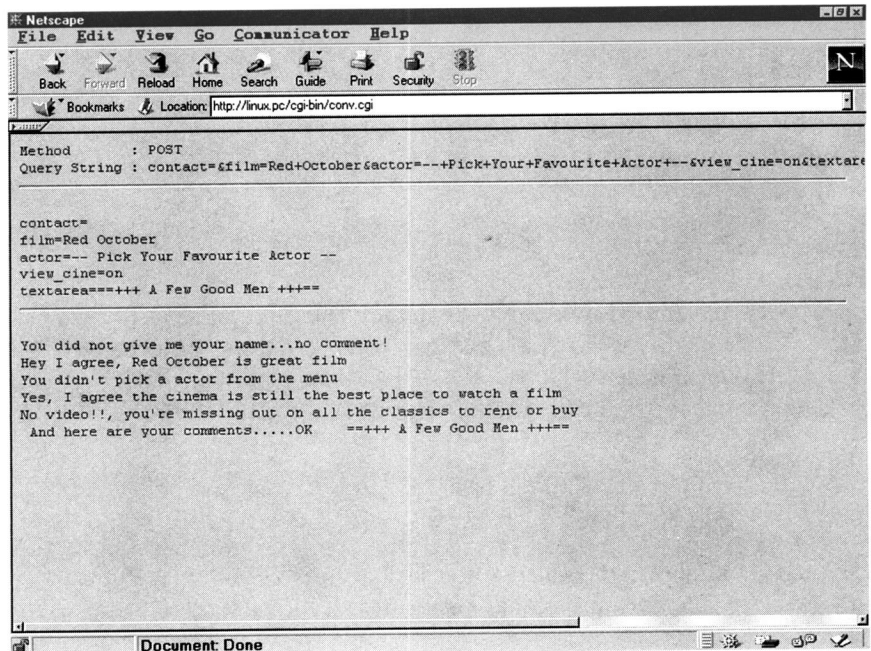 Netscape
File Edit View Go Communicator Help
Back Forward Reload Home Search Guide Print Security Stop
N
Bookmarks Location: http://linux.pc/cgi-bin/conv.cgi
Method : POST
Query String : contact=&film=Red+October&actor=--+Pick+Your+Favourite+Actor+--&view_cine=on&textare
contact=
film=Red October
actor=-- Pick Your Favourite Actor --
view_cine=on
textarea===+++ A Few Good Men +++==
You did not give me your name...no comment!
Hey I agree, Red October is great film
You didn't pick a actor from the menu
Yes, I agree the cinema is still the best place to watch a film
No video!!, you're missing out on all the classics to rent or buy
And here are your comments.....OK ==+++ A Few Good Men +++==
Document: Done